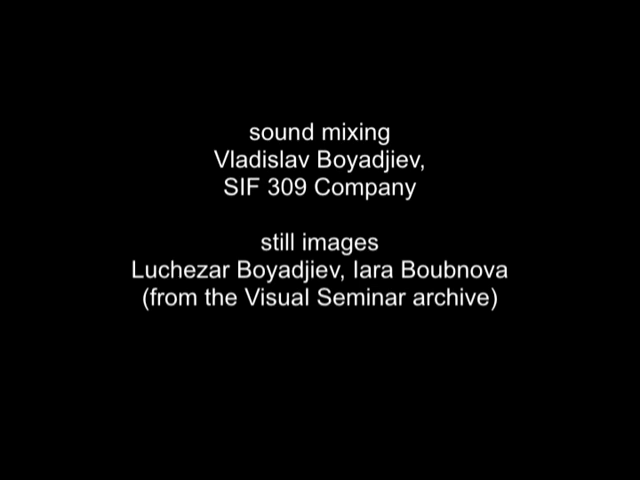 sound mixing
Vladislav Boyadjiev,
SIF 309 Company
still images
Luchezar Boyadjiev, Iara Boubnova
(from the Visual Seminar archive)